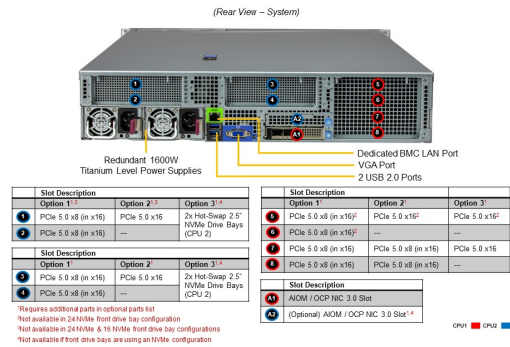 (Rear View – System)
1
2
3
4
5
6
7
8
A2
A1
Redundant 1600W
Titanium Level Power Supplies
Dedicated BMC LAN Port
VGA Port
2 USB 2.0 Ports
Slot Description
Option 1¹,³ Option 2¹,³ Option 3¹,⁴
1 PCIe 5.0 x8 (in x16) PCIe 5.0 x16 2x Hot-Swap 2.5" NVMe Drive Bays (CPU 2)
2 PCIe 5.0 x8 (in x16) ---
Slot Description
Option 1¹ Option 2¹ Option 3¹,⁴
3 PCIe 5.0 x8 (in x16) PCIe 5.0 x16 2x Hot-Swap 2.5" NVMe Drive Bays (CPU 2)
4 PCIe 5.0 x8 (in x16) ---
¹Requires additional parts in optional parts list
²Not available in 24 NVMe front drive bay configuration
³Not available in 24 NVMe & 16 NVMe front drive bay configurations
⁴Not available if front drive bays are using an NVMe configuration
Slot Description
Option 1¹ Option 2¹ Option 3¹
5 PCIe 5.0 x8 (in x16)² PCIe 5.0 x16² PCIe 5.0 x16²
6 PCIe 5.0 x8 (in x16)² --- ---
7 PCIe 5.0 x8 (in x16) PCIe 5.0 x8 (in x16) PCIe 5.0 x16
8 PCIe 5.0 x8 (in x16) PCIe 5.0 x8 (in x16) ---
Slot Description
A1 AIOM / OCP NIC 3.0 Slot
A2 (Optional) AIOM / OCP NIC 3.0 Slot¹,⁴
CPU1 CPU2